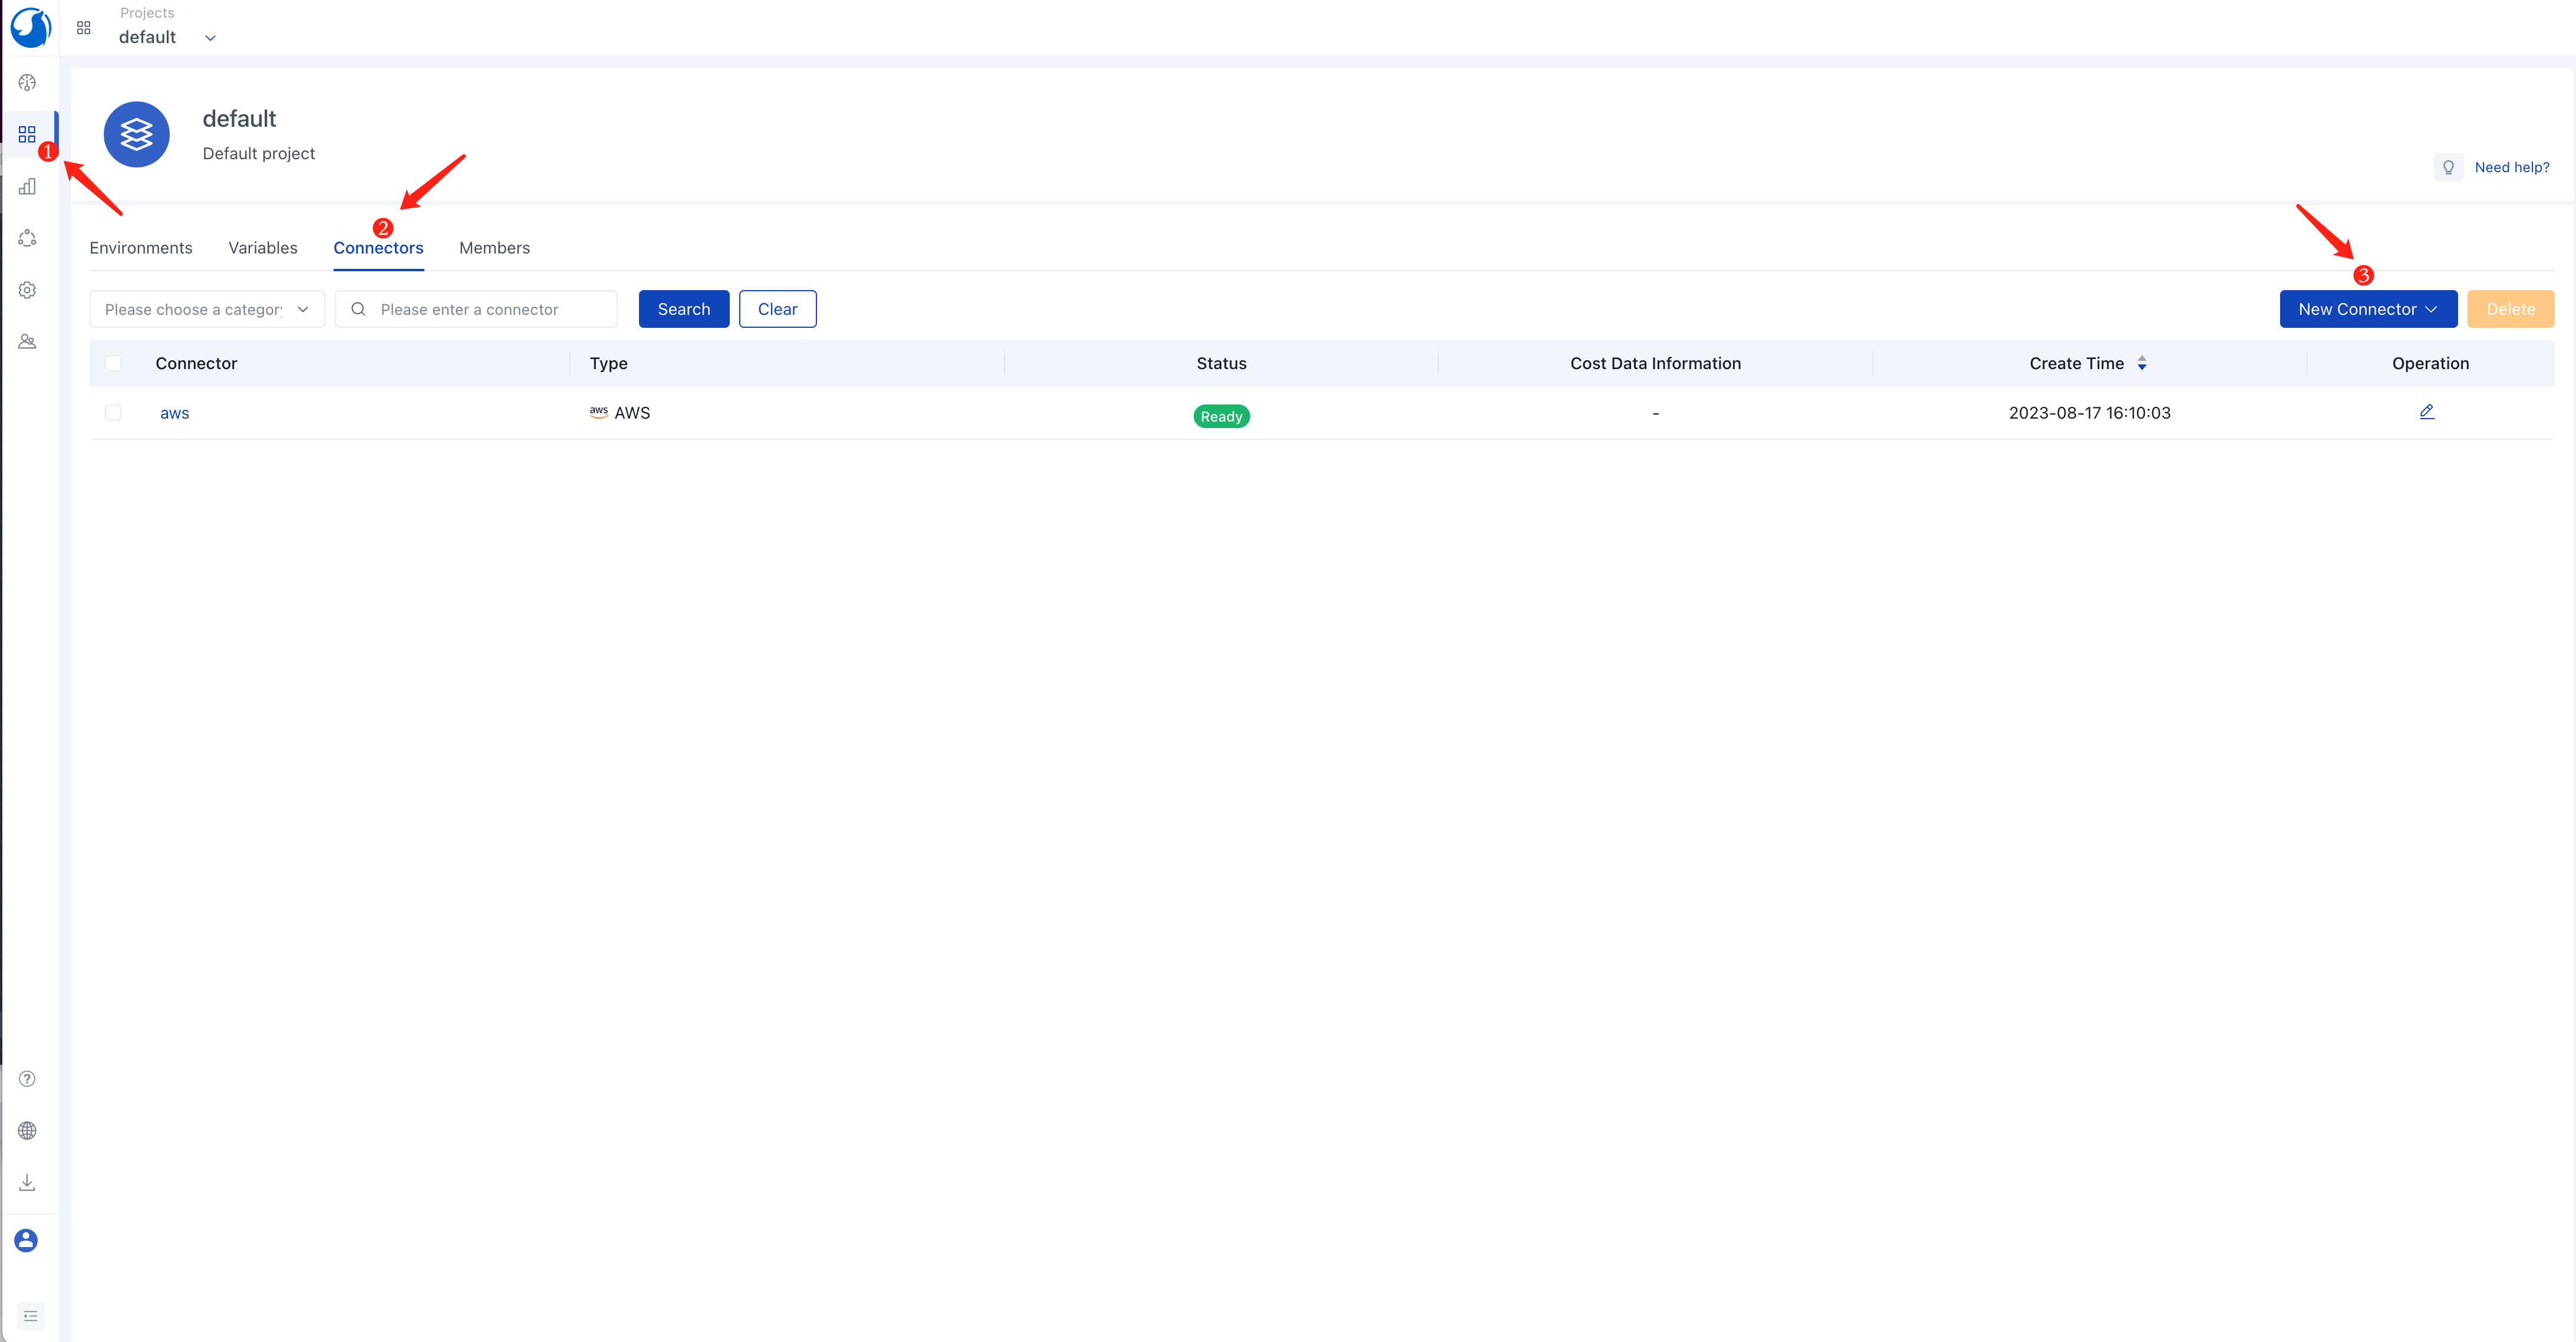 Projects
default
default
Default project
1
2
3
Need help?
Environments Variables Connectors Members
Please choose a category Please enter a connector Search Clear New Connector Delete
Connector Type Status Cost Data Information Create Time Operation
aws aws AWS Ready - 2023-08-17 16:10:03